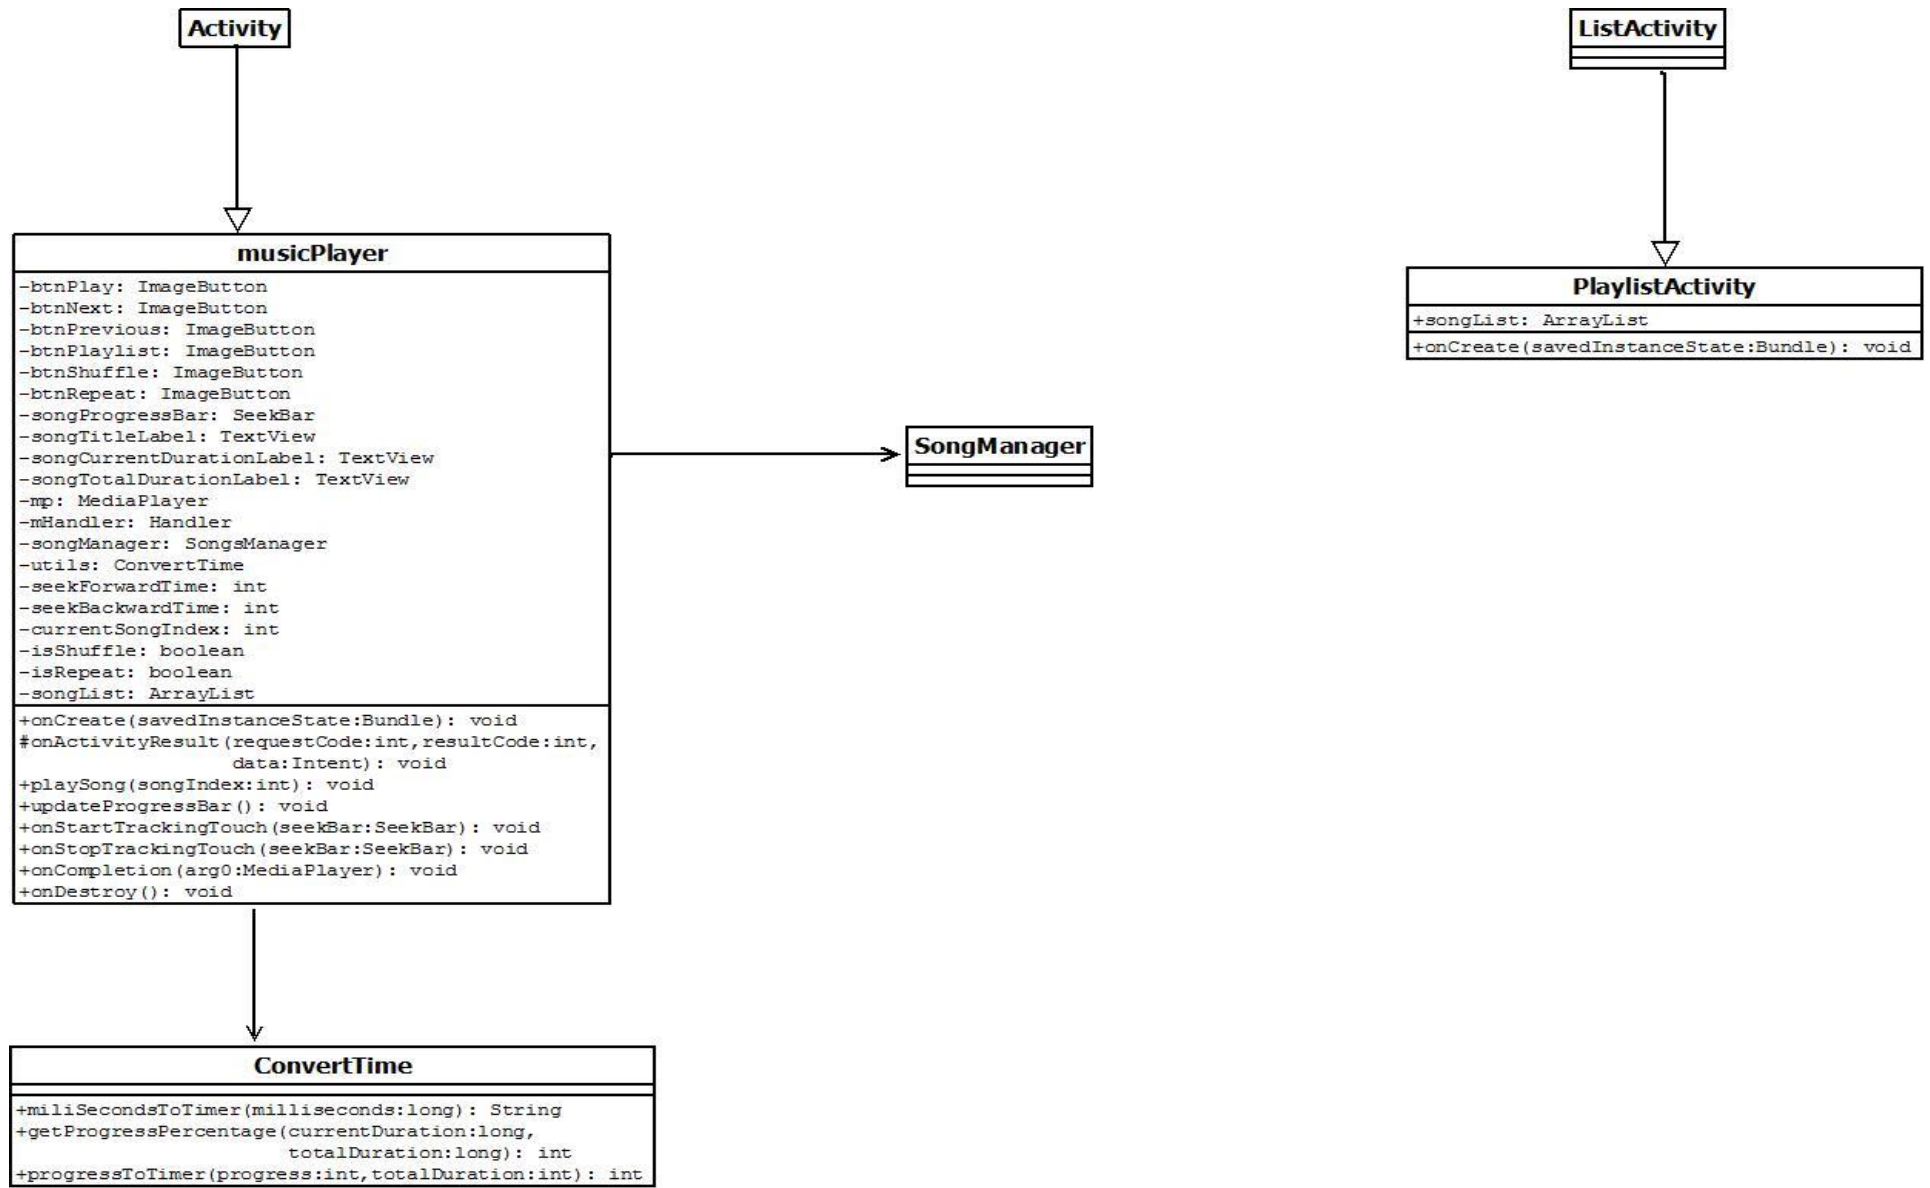 Activity
ListActivity
musicPlayer
-btnPlay: ImageButton
-btnNext: ImageButton
-btnPrevious: ImageButton
-btnPlaylist: ImageButton
-btnShuffle: ImageButton
-btnRepeat: ImageButton
-songProgressBar: SeekBar
-songTitleLabel: TextView
-songCurrentDurationLabel: TextView
-songTotalDurationLabel: TextView
-mp: MediaPlayer
-mHandler: Handler
-songManager: SongsManager
-utils: ConvertTime
-seekForwardTime: int
-seekBackwardTime: int
-currentSongIndex: int
-isShuffle: boolean
-isRepeat: boolean
-songList: ArrayList
+onCreate(savedInstanceState:Bundle): void
#onActivityResult(requestCode:int,resultCode:int,
data:Intent): void
+playSong(songIndex:int): void
+updateProgressBar(): void
+onStartTrackingTouch(seekBar:SeekBar): void
+onStopTrackingTouch(seekBar:SeekBar): void
+onCompletion(arg0:MediaPlayer): void
+onDestroy(): void
PlaylistActivity
+songList: ArrayList
+onCreate(savedInstanceState:Bundle): void
SongManager
ConvertTime
+miliSecondsToTimer(milliseconds:long): String
+getProgressPercentage(currentDuration:long,
totalDuration:long): int
+progressToTimer(progress:int,totalDuration:int): int